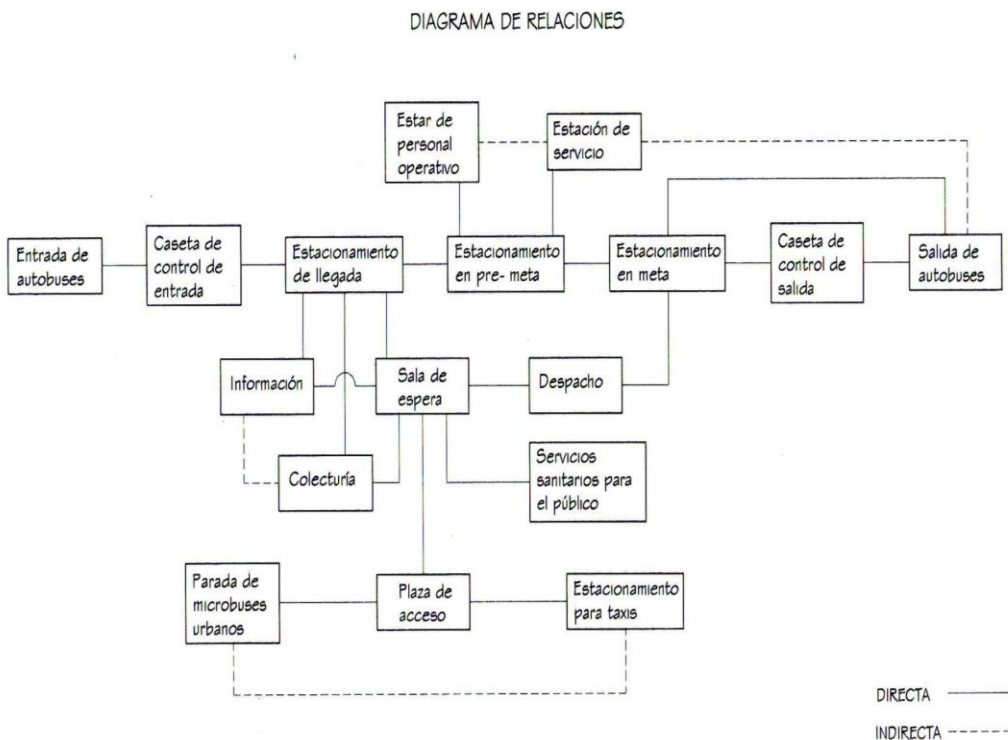 DIAGRAMA DE RELACIONES
Estar de
personal
operativo
Estación de
servicio
Entrada de
autobuses
Caseta de
control de
entrada
Estacionamiento
de llegada
Estacionamiento
en pre- meta
Estacionamiento
en meta
Caseta de
control de
salida
Salida de
autobuses
Información
Sala de
espera
Despacho
Colecturía
Servicios
sanitarios para
el público
Parada de
microbuses
urbanos
Plaza de
acceso
Estacionamiento
para taxis
DIRECTA
INDIRECTA